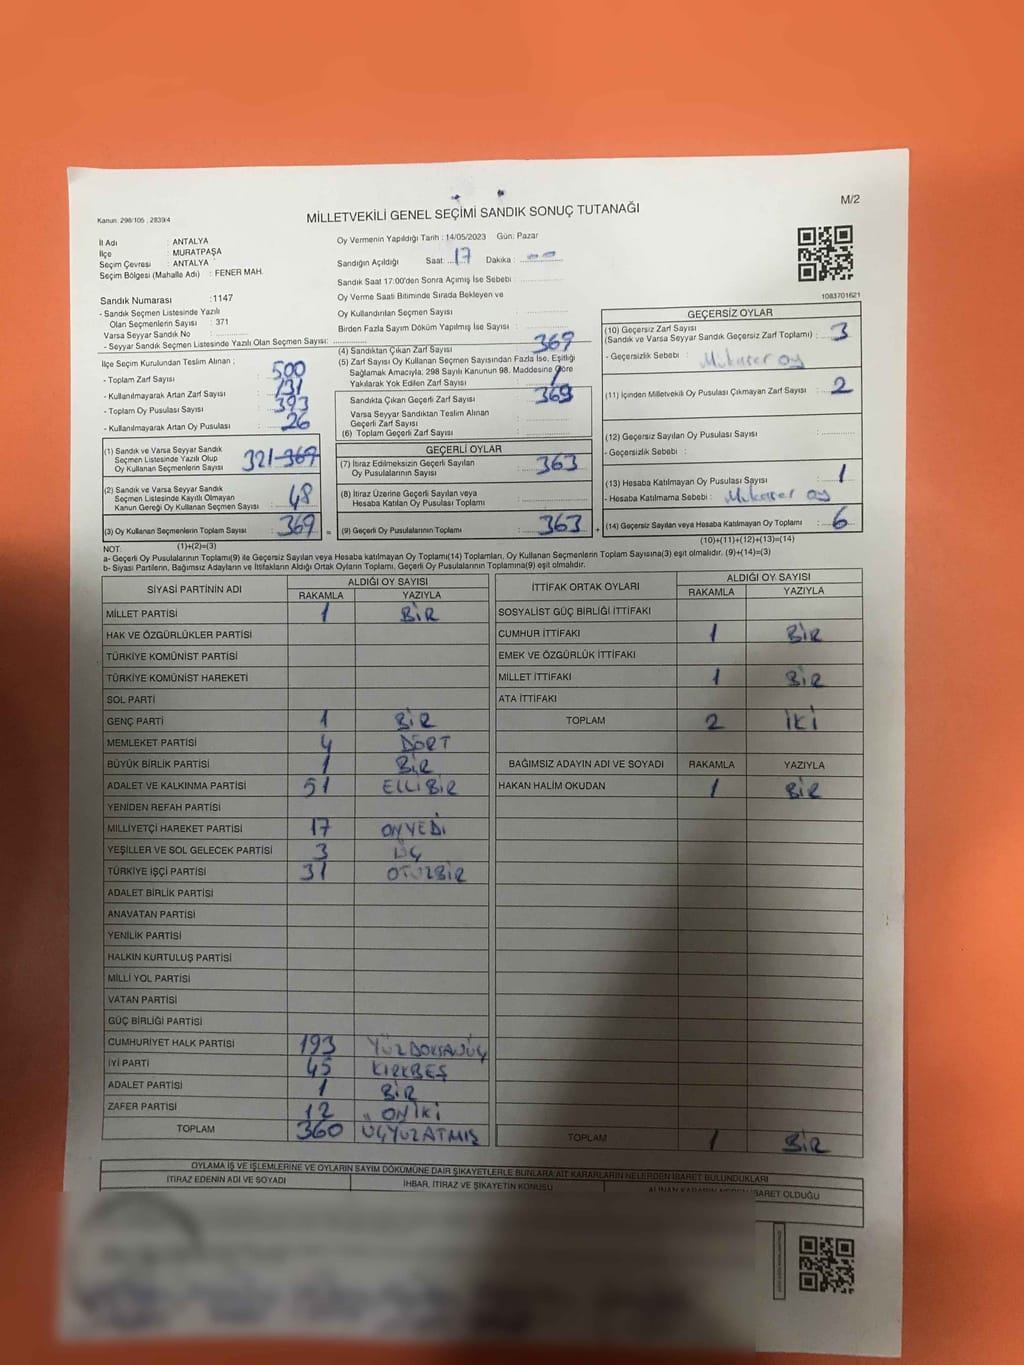 M/2
Kanun. 298/105 , 2839/4
MİLLETVEKİLİ GENEL SEÇİMİ SANDIK SONUÇ TUTANAĞI
İl Adı : ANTALYA
İlçe : MURATPAŞA
Seçim Çevresi : ANTALYA
Seçim Bölgesi (Mahalle Adı) : FENER MAH.
Sandık Numarası :1147
- Sandık Seçmen Listesinde Yazılı
Olan Seçmenlerin Sayısı : 371
Varsa Seyyar Sandık No :
- Seyyar Sandık Seçmen Listesinde Yazılı Olan Seçmen Sayısı:
Oy Vermenin Yapıldığı Tarih : 14/05/2023 Gün: Pazar
Sandığın Açıldığı Saat: 17 Dakika :
Sandık Saat 17:00'den Sonra Açımış İse Sebebi :
Oy Verme Saati Bitiminde Sırada Bekleyen ve
Oy Kullandırılan Seçmen Sayısı :
Birden Fazla Sayım Döküm Yapılmış İse Sayısı :
1083701621
İlçe Seçim Kurulundan Teslim Alınan ;
- Toplam Zarf Sayısı : 500
- Kullanılmayarak Artan Zarf Sayısı : 131
- Toplam Oy Pusulası Sayısı : 393
- Kullanılmayarak Artan Oy Pusulası : 26
(1) Sandık ve Varsa Seyyar Sandık
Seçmen Listesinde Yazılı Olup
Oy Kullanan Seçmenlerin Sayısı 321 369
(2) Sandık ve Varsa Seyyar Sandık
Seçmen Listesinde Kayıtlı Olmayan
Kanun Gereği Oy Kullanan Seçmen Sayısı : 48
(3) Oy Kullanan Seçmenlerin Toplam Sayısı : 369 =
(4) Sandıktan Çıkan Zarf Sayısı : 369
(5) Zarf Sayısı Oy Kullanan Seçmen Sayısından Fazla İse, Eşitliği
Sağlamak Amacıyla, 298 Sayılı Kanunun 98. Maddesine Göre
Yakılarak Yok Edilen Zarf Sayısı : /
Sandıkta Çıkan Geçerli Zarf Sayısı : 369
Varsa Seyyar Sandıktan Teslim Alınan
Geçerli Zarf Sayısı :
(6) Toplam Geçerli Zarf Sayısı :
GEÇERLİ OYLAR
(7) İtiraz Edilmeksizin Geçerli Sayılan
Oy Pusulalarının Sayısı : 363
(8) İtiraz Üzerine Geçerli Sayılan veya
Hesaba Katılan Oy Pusulası Toplamı :
(9) Geçerli Oy Pusulalarının Toplamı : 363 +
GEÇERSİZ OYLAR
(10) Geçersiz Zarf Sayısı
(Sandık ve Varsa Seyyar Sandık Geçersiz Zarf Toplamı) : 3
- Geçersizlik Sebebi : Mükerrer oy
(11) İçinden Milletvekili Oy Pusulası Çıkmayan Zarf Sayısı : 2
(12) Geçersiz Sayılan Oy Pusulası Sayısı :
- Geçersizlik Sebebi :
(13) Hesaba Katılmayan Oy Pusulası Sayısı : 1
- Hesaba Katılmama Sebebi : Mükerrer oy
(14) Geçersiz Sayılan veya Hesaba Katılmayan Oy Toplamı : 6
NOT. (1)+(2)=(3) (10)+(11)+(12)+(13)=(14)
a- Geçerli Oy Pusulalarının Toplamı(9) ile Geçersiz Sayılan veya Hesaba katılmayan Oy Toplamı(14) Toplamları, Oy Kullanan Seçmenlerin Toplam Sayısına(3) eşit olmalıdır. (9)+(14)=(3)
b- Siyasi Partilerin, Bağımsız Adayların ve İttifakların Aldığı Ortak Oyların Toplamı, Geçerli Oy Pusulalarının Toplamına(9) eşit olmalıdır.
SİYASİ PARTİNİN ADI ALDIĞI OY SAYISI
RAKAMLA YAZIYLA
MİLLET PARTİSİ 1 BİR
HAK VE ÖZGÜRLÜKLER PARTİSİ
TÜRKİYE KOMÜNİST PARTİSİ
TÜRKİYE KOMÜNİST HAREKETİ
SOL PARTİ
GENÇ PARTİ 1 BİR
MEMLEKET PARTİSİ 4 DÖRT
BÜYÜK BİRLİK PARTİSİ 1 BİR
ADALET VE KALKINMA PARTİSİ 51 ELLİBİR
YENİDEN REFAH PARTİSİ
MİLLİYETÇİ HAREKET PARTİSİ 17 ONYEDİ
YEŞİLLER VE SOL GELECEK PARTİSİ 3 ÜÇ
TÜRKİYE İŞÇİ PARTİSİ 31 OTUZBİR
ADALET BİRLİK PARTİSİ
ANAVATAN PARTİSİ
YENİLİK PARTİSİ
HALKIN KURTULUŞ PARTİSİ
MİLLİ YOL PARTİSİ
VATAN PARTİSİ
GÜÇ BİRLİĞİ PARTİSİ
CUMHURİYET HALK PARTİSİ 193 YÜZDOKSANÜÇ
İYİ PARTİ 45 KIRKBEŞ
ADALET PARTİSİ 1 BİR
ZAFER PARTİSİ 12 ONİKİ
TOPLAM 360 ÜÇYÜZATMIŞ
İTTİFAK ORTAK OYLARI ALDIĞI OY SAYISI
RAKAMLA YAZIYLA
SOSYALİST GÜÇ BİRLİĞİ İTTİFAKI
CUMHUR İTTİFAKI 1 BİR
EMEK VE ÖZGÜRLÜK İTTİFAKI
MİLLET İTTİFAKI 1 BİR
ATA İTTİFAKI
TOPLAM 2 İKİ
BAĞIMSIZ ADAYIN ADI VE SOYADI RAKAMLA YAZIYLA
HAKAN HALİM OKUDAN 1 BİR
TOPLAM 1 BİR
OYLAMA İŞ VE İŞLEMLERİNE VE OYLARIN SAYIM DÖKÜMÜNE DAİR ŞİKAYETLERLE BUNLARA AİT KARARLARIN NELERDEN İBARET BULUNDUKLARI
İTİRAZ EDENİN ADI VE SOYADI İHBAR, İTİRAZ VE ŞİKAYETİN KONUSU ALINAN KARARIN NEDEN İBARET OLDUĞU